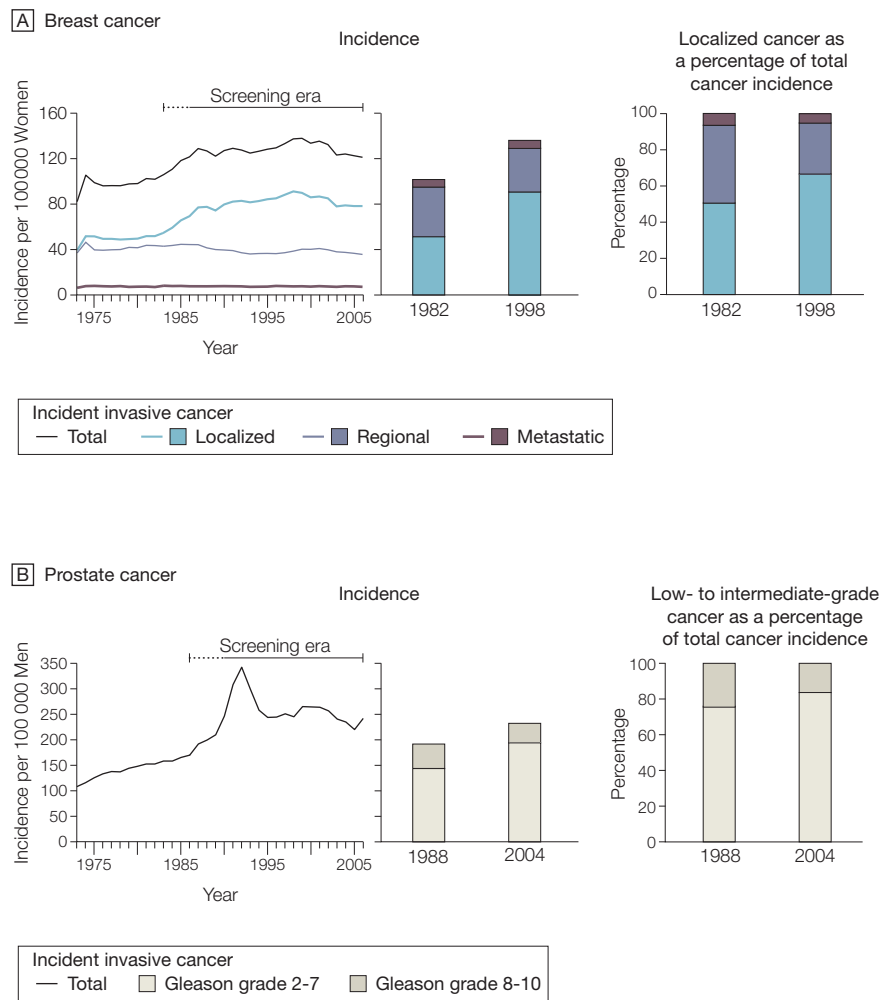 A Breast cancer
Incidence
Localized cancer as
a percentage of total
cancer incidence
Screening era
Incidence per 100 000 Women
160
120
80
40
0
1975 1985 1995 2005
Year
1982 1998
Percentage
100
80
60
40
20
0
1982 1998
Incident invasive cancer
Total Localized Regional Metastatic
B Prostate cancer
Incidence
Low- to intermediate-grade
cancer as a percentage
of total cancer incidence
Screening era
Incidence per 100 000 Men
350
300
250
200
150
100
50
0
1975 1985 1995 2005
Year
1988 2004
Percentage
100
80
60
40
20
0
1988 2004
Incident invasive cancer
Total Gleason grade 2-7 Gleason grade 8-10